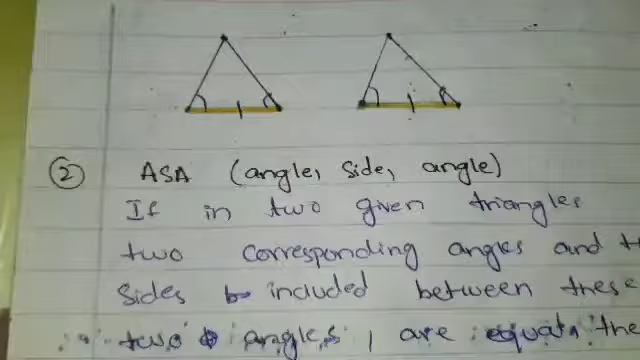 ② ASA (angle, side, angle)
If in two given triangles
two corresponding angles and
sides included between these
two angles, are equal, the